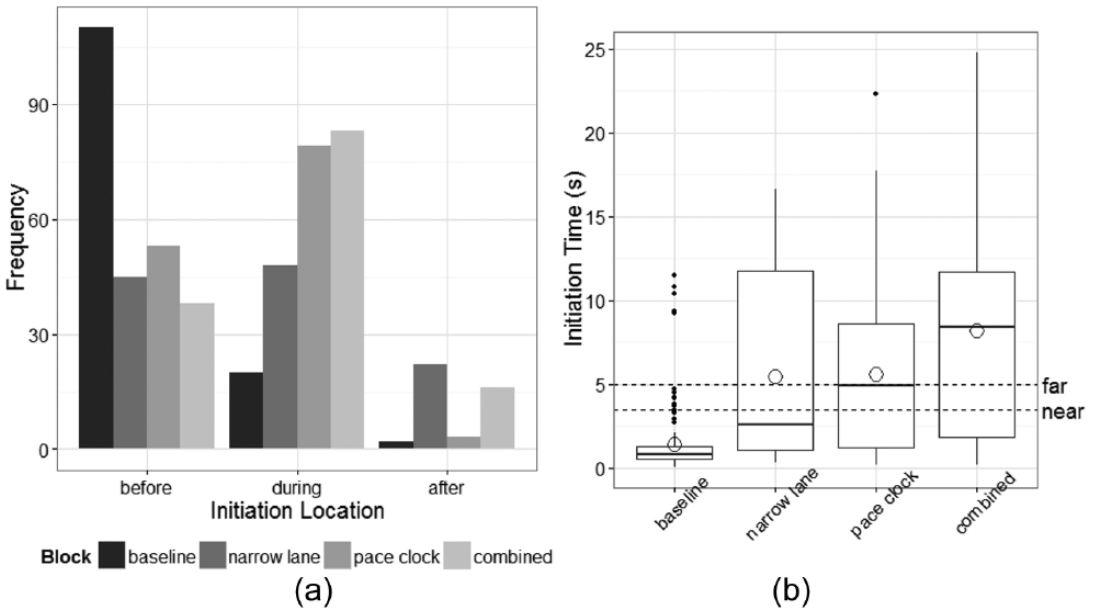 Frequency
90
60
30
0
before during after
Initiation Location
Block baseline narrow lane pace clock combined
(a)
Initiation Time (s)
25
20
15
10
5
0
far
near
baseline narrow lane pace clock combined
(b)